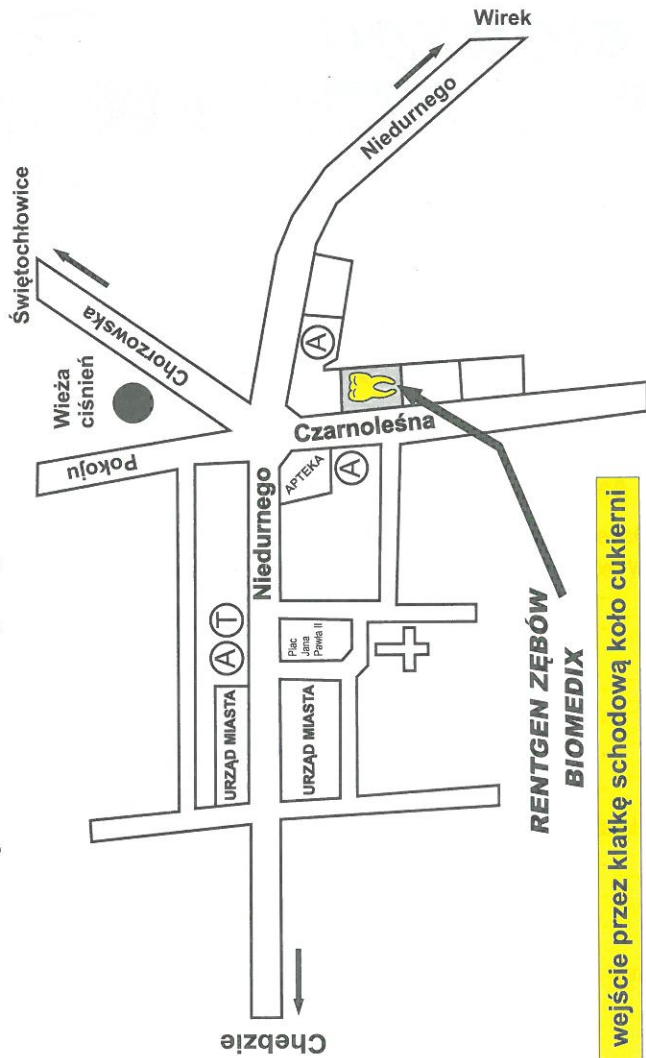 Świętochłowice
Wirek
Wieża
ciśnień
Chorzowska
Pokoju
Niedurnego
A
Czarnoleśna
APTEKA
A
Niedurnego
A T
URZĄD MIASTA
Plac
Jana
Pawła II
URZĄD MIASTA
Chebzie
RENTGEN ZĘBÓW
BIOMEDIX
wejście przez klatkę schodową koło cukierni